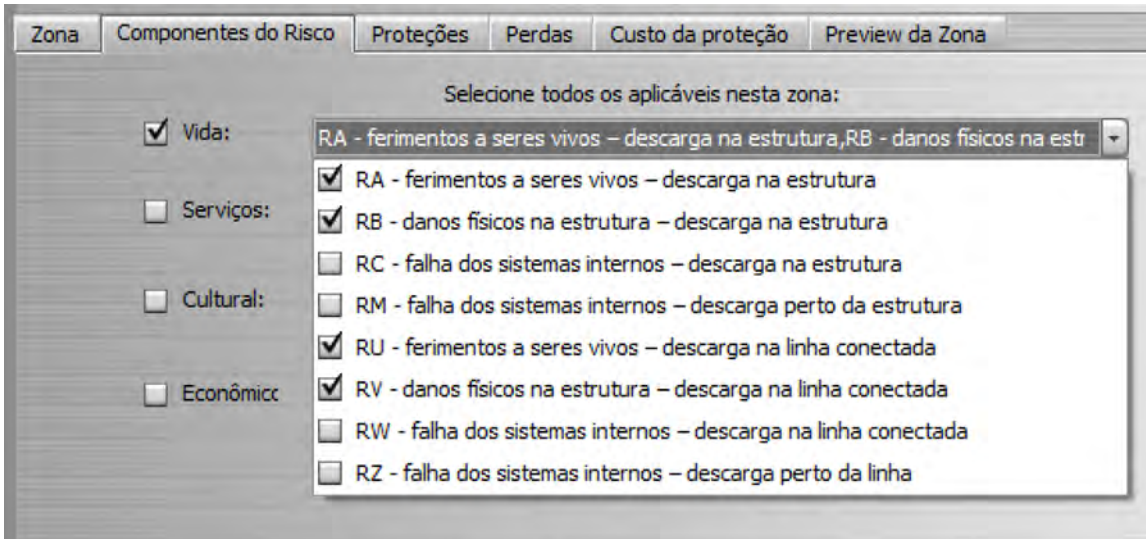 Zona Componentes do Risco Proteções Perdas Custo da proteção Preview da Zona
Selecione todos os aplicáveis nesta zona:
Vida: RA - ferimentos a seres vivos – descarga na estrutura,RB - danos físicos na estr
RA - ferimentos a seres vivos – descarga na estrutura
Serviços:
RB - danos físicos na estrutura – descarga na estrutura
RC - falha dos sistemas internos – descarga na estrutura
Cultural:
RM - falha dos sistemas internos – descarga perto da estrutura
RU - ferimentos a seres vivos – descarga na linha conectada
Econômicc
RV - danos físicos na estrutura – descarga na linha conectada
RW - falha dos sistemas internos – descarga na linha conectada
RZ - falha dos sistemas internos – descarga perto da linha